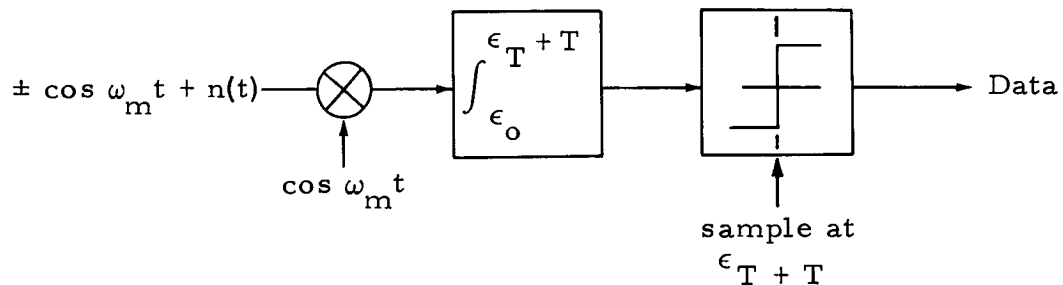 ± cos ω_m t + n(t)
cos ω_m t
∫
ϵ_T + T
ϵ_o
Data
sample at
ϵ_T + T